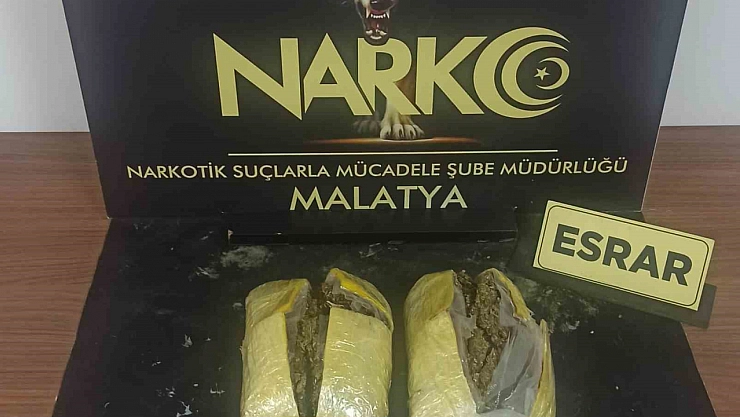 NARKO
NARKOTİK SUÇLARLA MÜCADELE ŞUBE MÜDÜRLÜĞÜ
MALATYA
ESRAR